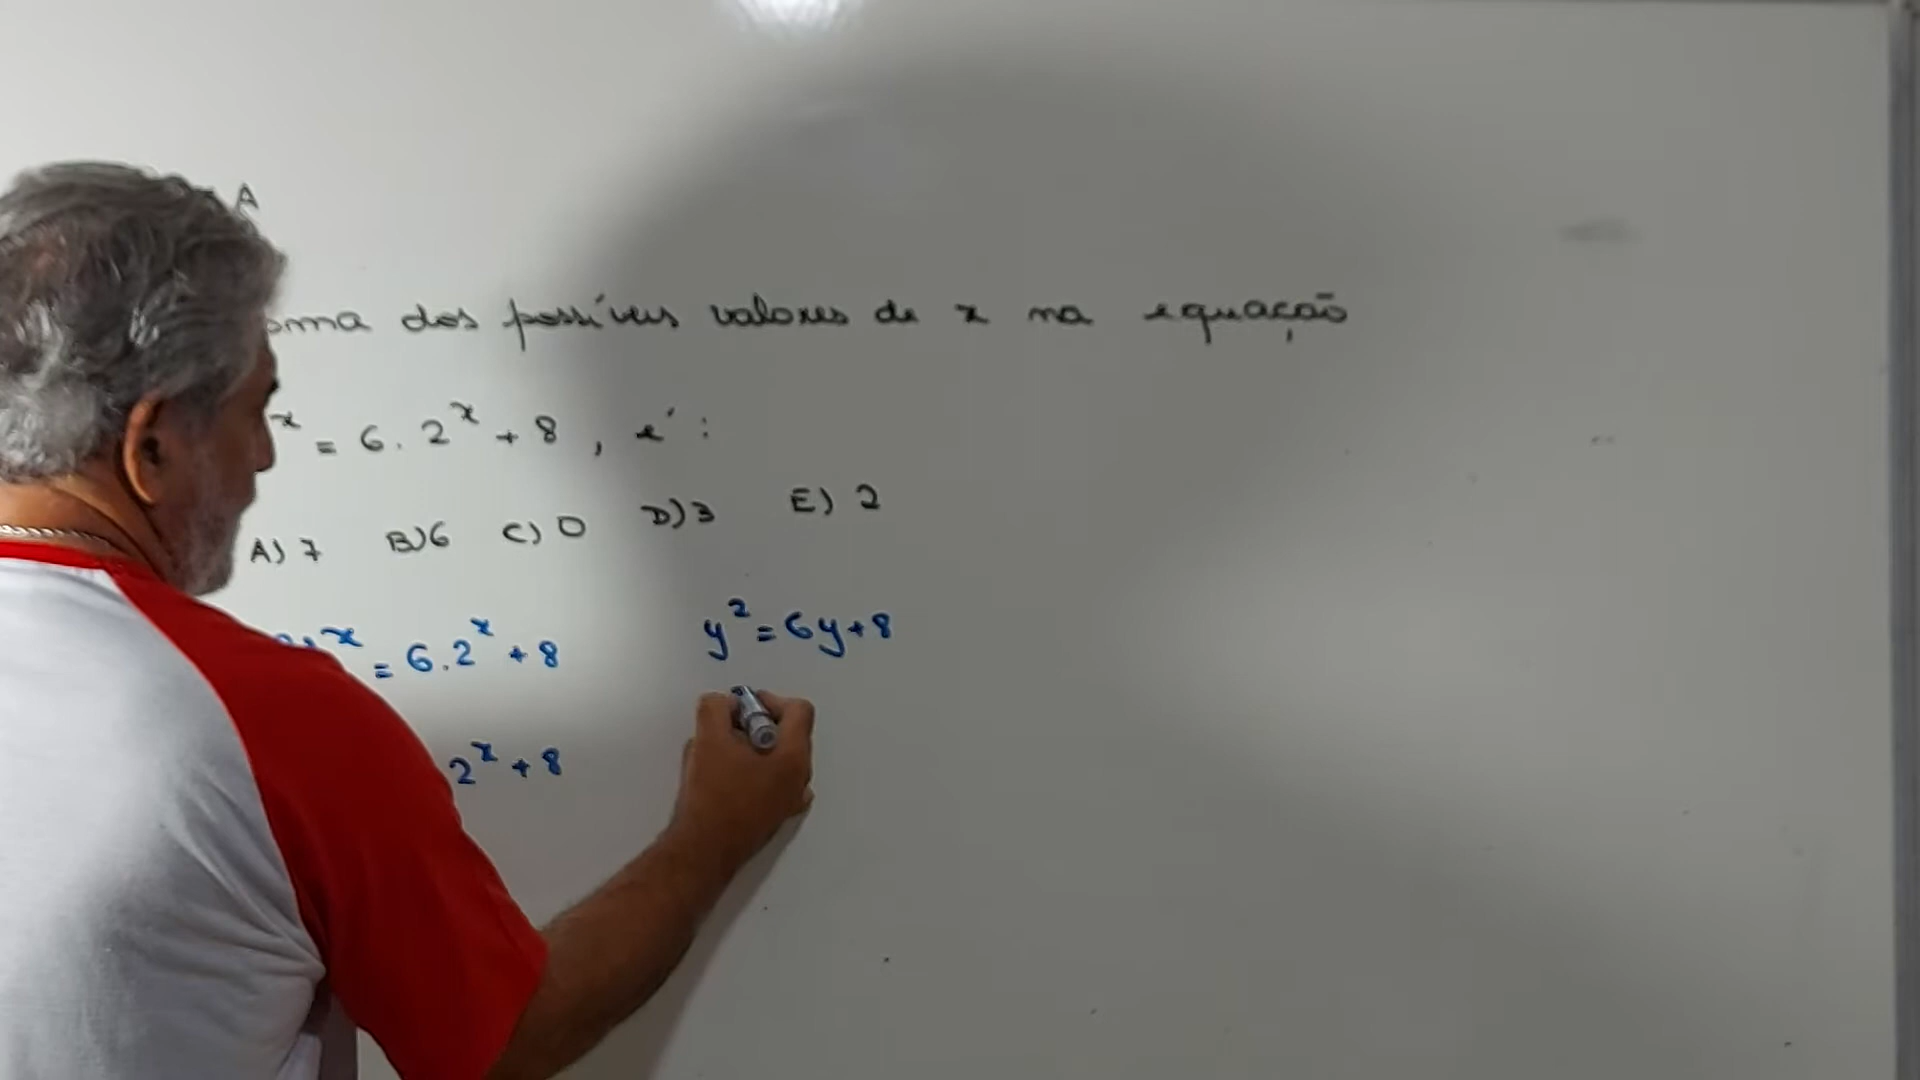 A
oma dos possíveis valores de x na equação
x = 6 . 2^x + 8 , é :
A) 7 B) 6 C) 0 D) 3 E) 2
x = 6 . 2^x + 8 y^2 = 6y + 8
2^x + 8